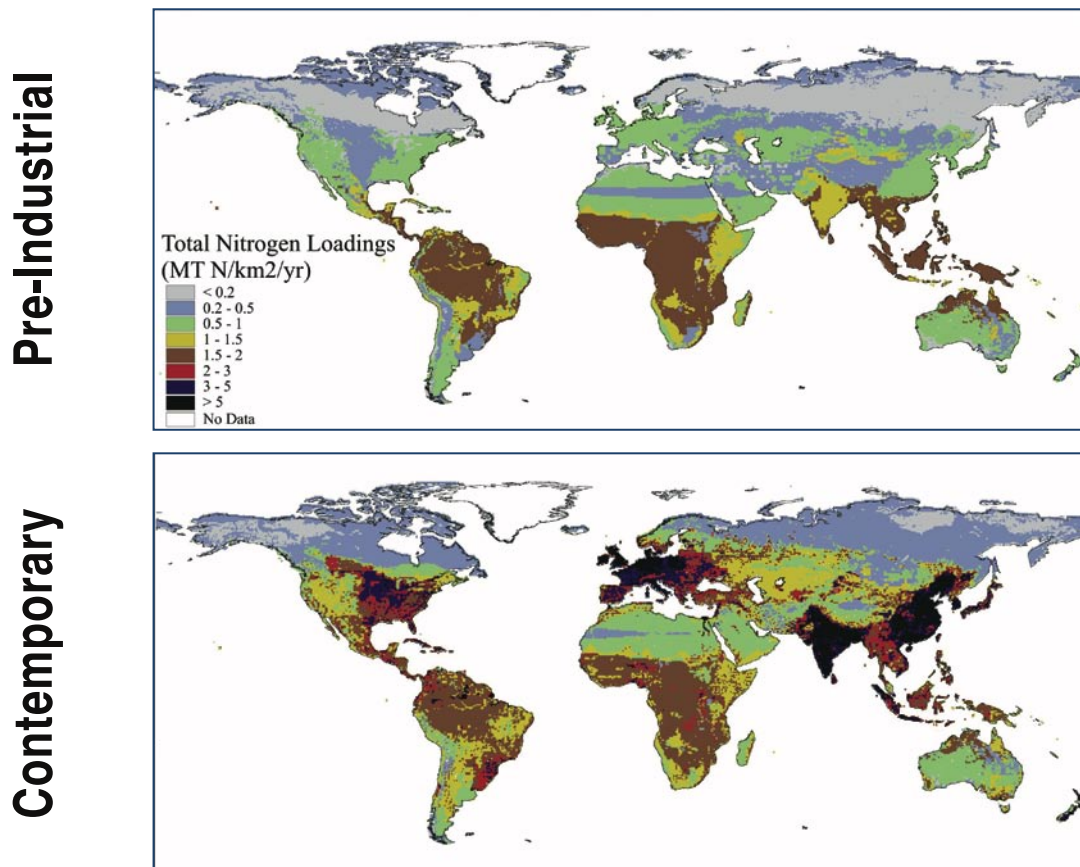 Pre-Industrial
Total Nitrogen Loadings
(MT N/km2/yr)
< 0.2
0.2 - 0.5
0.5 - 1
1 - 1.5
1.5 - 2
2 - 3
3 - 5
> 5
No Data
Contemporary